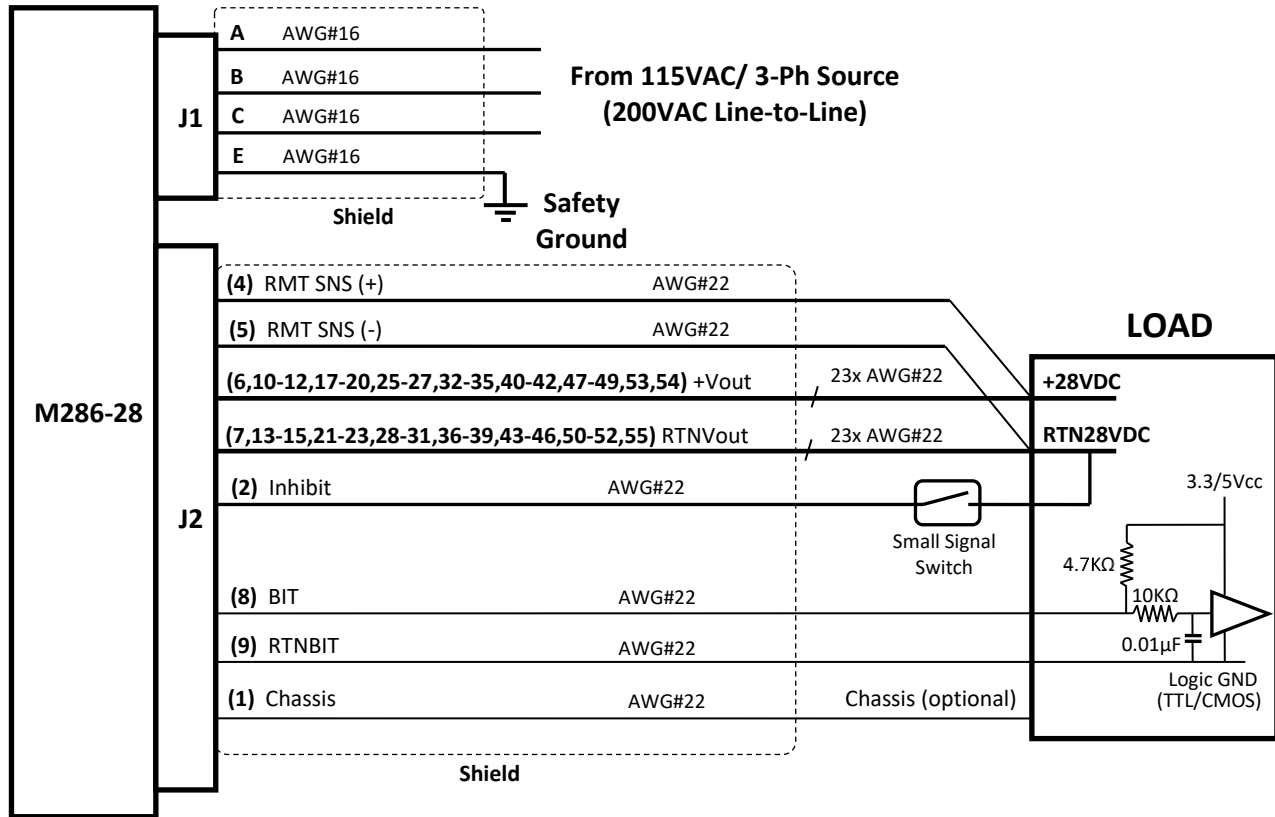 M286-28
J1
A AWG#16
B AWG#16
C AWG#16
E AWG#16
Shield
From 115VAC/ 3-Ph Source
(200VAC Line-to-Line)
Safety
Ground
J2
(4) RMT SNS (+) AWG#22
(5) RMT SNS (-) AWG#22
(6,10-12,17-20,25-27,32-35,40-42,47-49,53,54) +Vout 23x AWG#22
(7,13-15,21-23,28-31,36-39,43-46,50-52,55) RTNVout 23x AWG#22
(2) Inhibit AWG#22
Small Signal
Switch
(8) BIT AWG#22
(9) RTNBIT AWG#22
(1) Chassis AWG#22 Chassis (optional)
Shield
LOAD
+28VDC
RTN28VDC
3.3/5Vcc
4.7KΩ
10KΩ
0.01µF
Logic GND
(TTL/CMOS)